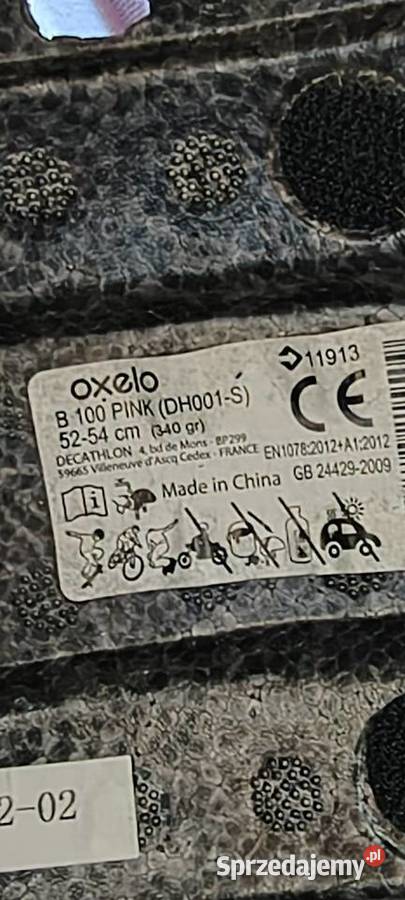 oxelo
11913
B 100 PINK (DH001-S)
CE
52-54 cm (340 gr)
DECATHLON 4, bd de Mons - BP299
59665 Villeneuve d'Ascq Cedex - FRANCE
EN1078:2012+A1:2012
Made in China
GB 24429-2009
2-02
Sprzedajemy.pl